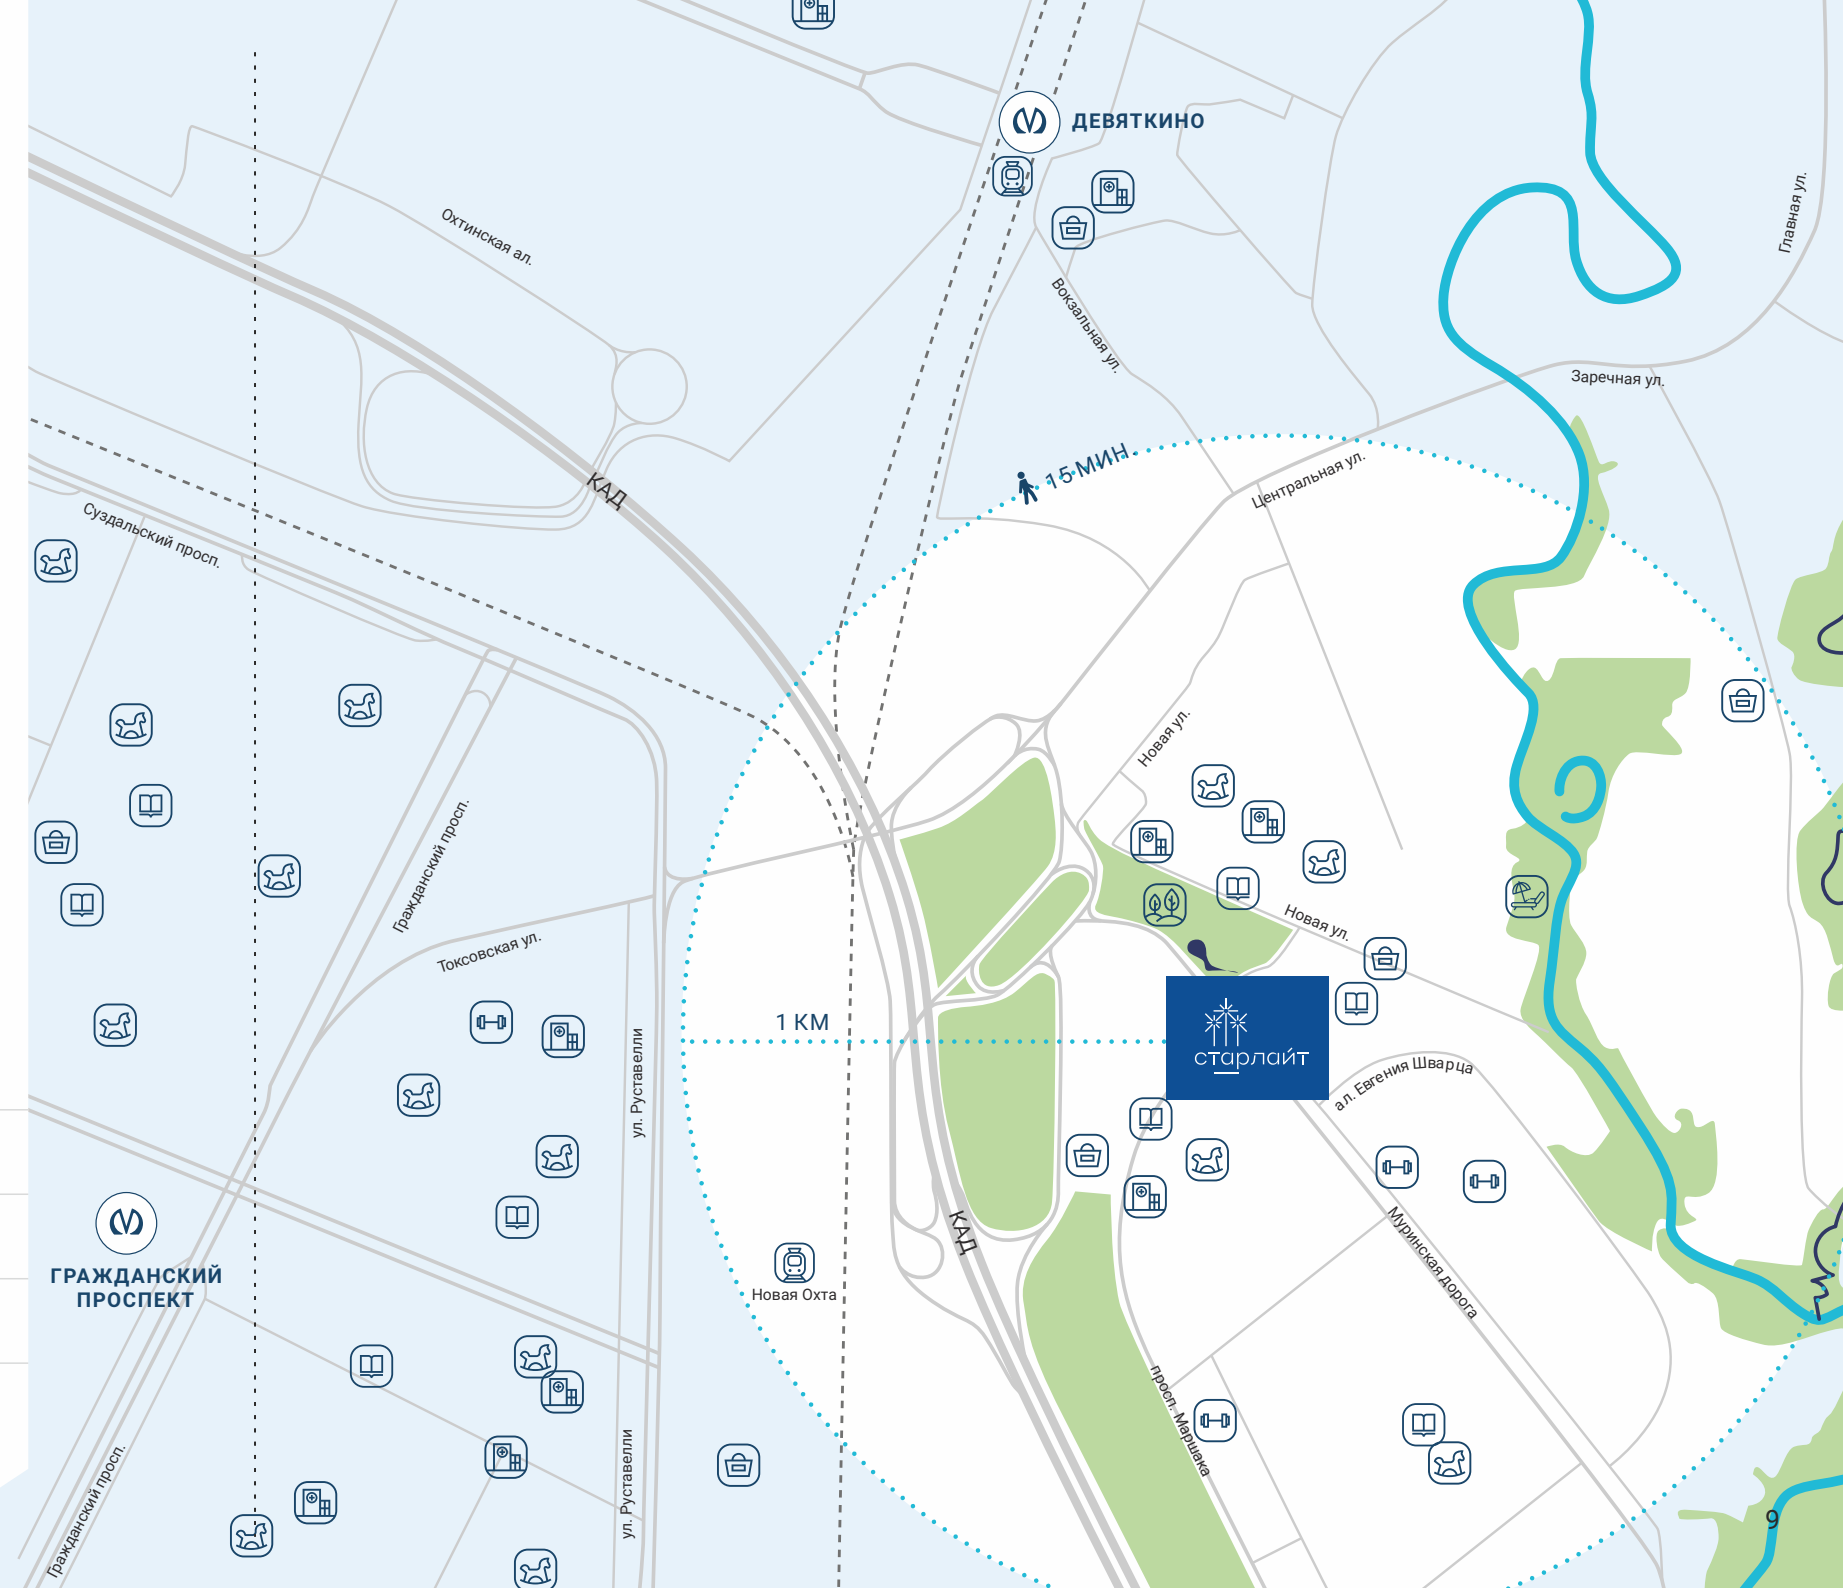 ДЕВЯТКИНО
Охтинская ал.
Главная ул.
Вокзальная ул.
Заречная ул.
15 МИН.
Центральная ул.
КАД
Суздальский просп.
Новая ул.
Гражданский просп.
Новая ул.
Токсовская ул.
1 КМ
старлайт
ул. Руставелли
ал. Евгения Шварца
КАД
Муринская дорога
ГРАЖДАНСКИЙ
ПРОСПЕКТ
Новая Охта
просп. Маршака
Гражданский просп.
ул. Руставелли
9